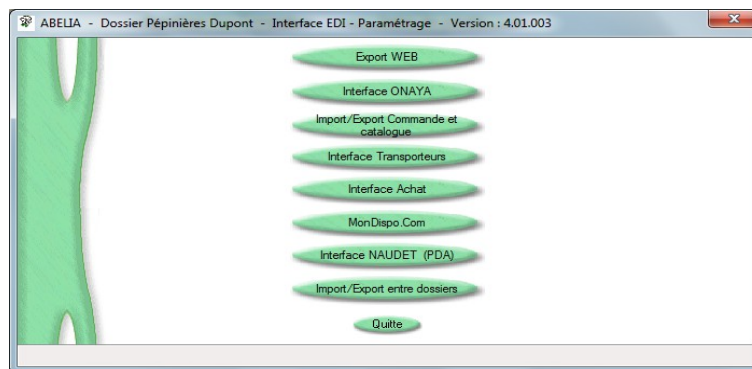 ABELIA - Dossier Pépinières Dupont - Interface EDI - Paramétrage - Version : 4.01.003
Export WEB
Interface ONAYA
Import/Export Commande et
catalogue
Interface Transporteurs
Interface Achat
MonDispo.Com
Interface NAUDET (PDA)
Import/Export entre dossiers
Quitte